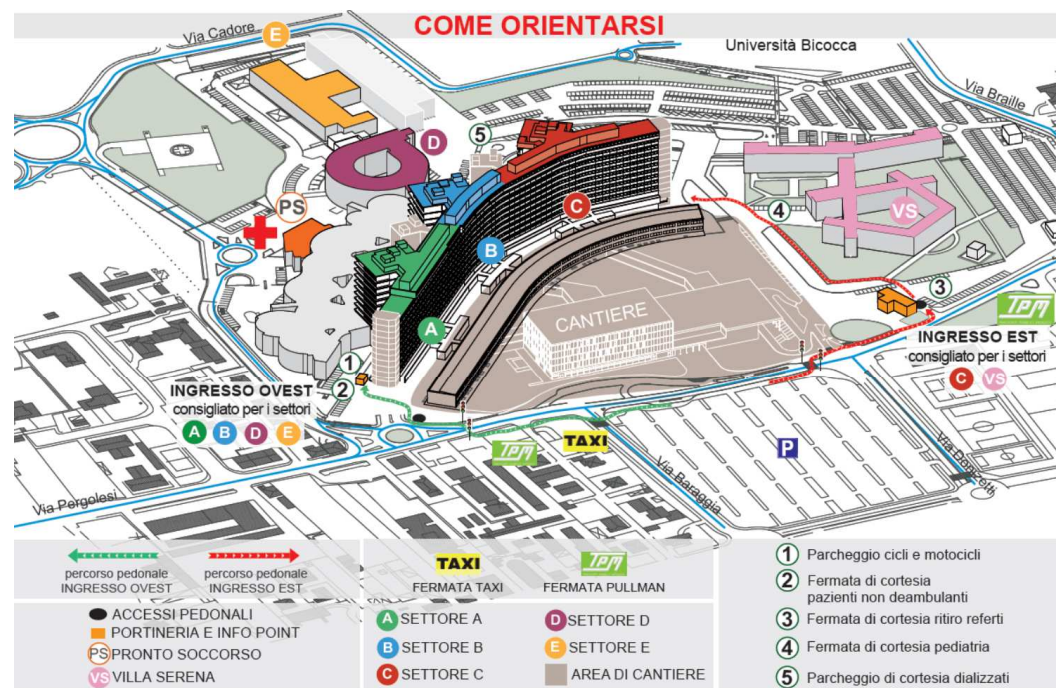 COME ORIENTARSI
Via Cadore
E
Università Bicocca
Via Braille
D
5
PS
C
4
VS
B
3
TPM
CANTIERE
A
INGRESSO EST
consigliato per i settori
C VS
1
2
INGRESSO OVEST
consigliato per i settori
A B D E
TPM
TAXI
P
Via Donizetti
Via Baraggia
Via Pergolesi
percorso pedonale
INGRESSO OVEST
percorso pedonale
INGRESSO EST
ACCESSI PEDONALI
PORTINERIA E INFO POINT
PS PRONTO SOCCORSO
VS VILLA SERENA
TAXI
FERMATA TAXI
TPM
FERMATA PULLMAN
A SETTORE A
B SETTORE B
C SETTORE C
D SETTORE D
E SETTORE E
AREA DI CANTIERE
1 Parcheggio cicli e motocicli
2 Fermata di cortesia
pazienti non deambulanti
3 Fermata di cortesia ritiro referti
4 Fermata di cortesia pediatria
5 Parcheggio di cortesia dializzati